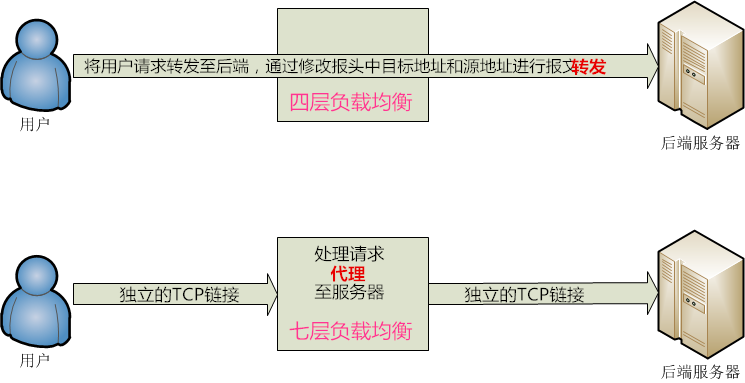 将用户请求转发至后端，通过修改报头中目标地址和源地址进行报文转发
四层负载均衡
用户
后端服务器
处理请求
代理
至服务器
独立的TCP链接
独立的TCP链接
七层负载均衡
用户
后端服务器